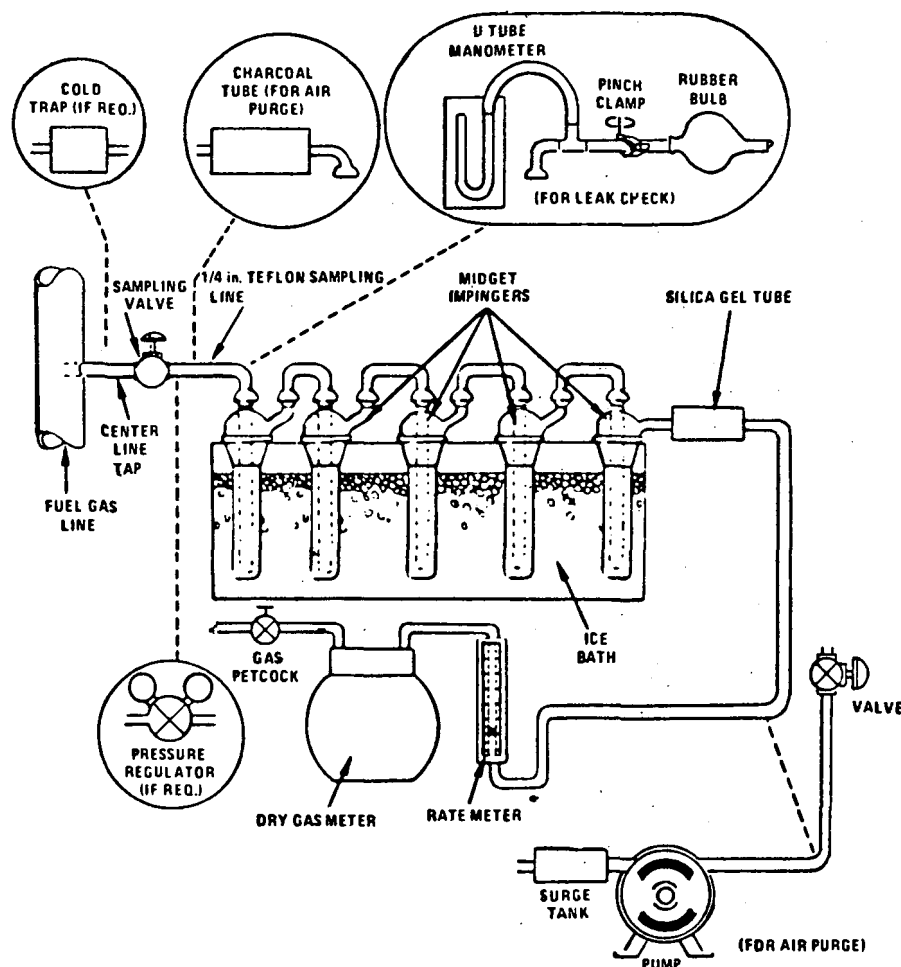 U TUBE
MANOMETER
COLD
TRAP (IF REQ.)
CHARCOAL
TUBE (FOR AIR
PURGE)
PINCH
CLAMP
RUBBER
BULB
(FOR LEAK CHECK)
SAMPLING
VALVE
1/4 in. TEFLON SAMPLING
LINE
MIDGET
IMPINGERS
SILICA GEL TUBE
CENTER
LINE
TAP
FUEL GAS
LINE
ICE
BATH
GAS
PETCOCK
VALVE
PRESSURE
REGULATOR
(IF REQ.)
DRY GAS METER
RATE METER
SURGE
TANK
(FOR AIR PURGE)
PUMP